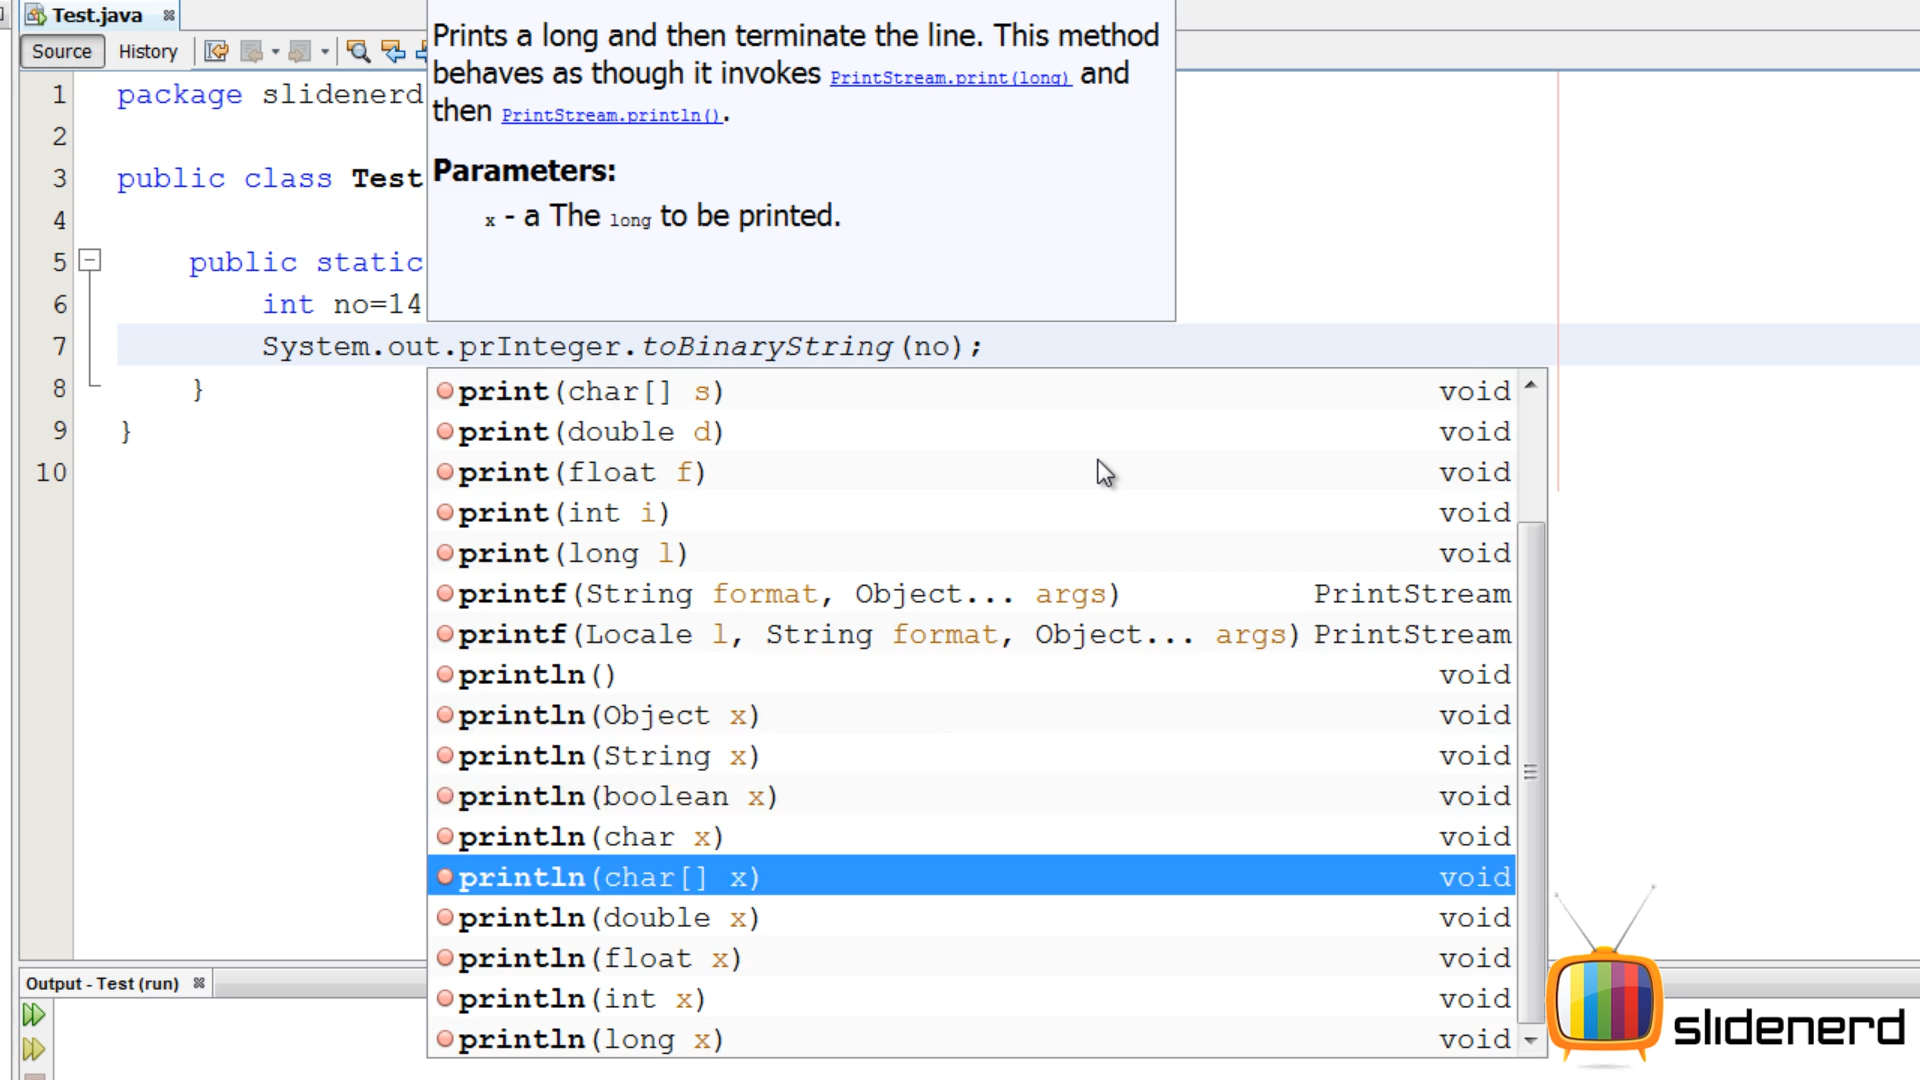 Test.java
Source History
Prints a long and then terminate the line. This method
behaves as though it invokes PrintStream.print(long) and
then PrintStream.println().
Parameters:
x - a The long to be printed.
1 package slidenerd
2
3 public class Test
4
5 public static
6 int no=14
7 System.out.prInteger.toBinaryString(no);
8 }
9 }
10
print(char[] s) void
print(double d) void
print(float f) void
print(int i) void
print(long l) void
printf(String format, Object... args) PrintStream
printf(Locale l, String format, Object... args) PrintStream
println() void
println(Object x) void
println(String x) void
println(boolean x) void
println(char x) void
println(char[] x) void
println(double x) void
println(float x) void
println(int x) void
println(long x) void
Output - Test (run)
slidenerd